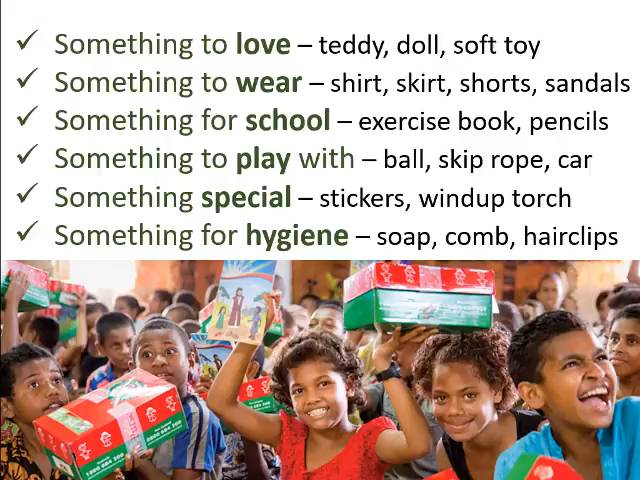 ✓ Something to love – teddy, doll, soft toy
✓ Something to wear – shirt, skirt, shorts, sandals
✓ Something for school – exercise book, pencils
✓ Something to play with – ball, skip rope, car
✓ Something special – stickers, windup torch
✓ Something for hygiene – soap, comb, hairclips